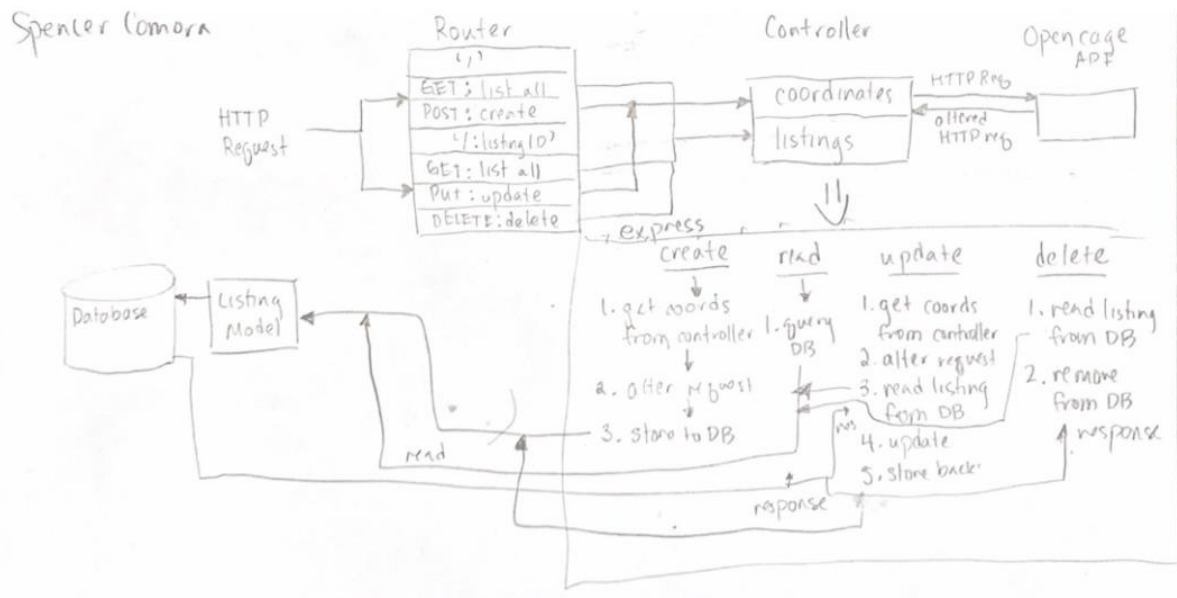 Spencer Comora
Router
Controller
Opencage
API
'/'
GET: list all
POST: create
'/:listingID'
GET: list all
Put: update
DELETE: delete
HTTP
Request
coordinates
listings
HTTP Req
altered
HTTP req
express
create
read
update
delete
1. get coords
from controller
2. alter request
3. store to DB
1. query
DB
1. get coords
from controller
2. alter request
3. read listing
from DB
4. update
5. store back
1. read listing
from DB
2. remove
from DB
response
Database
Listing
Model
read
res
response